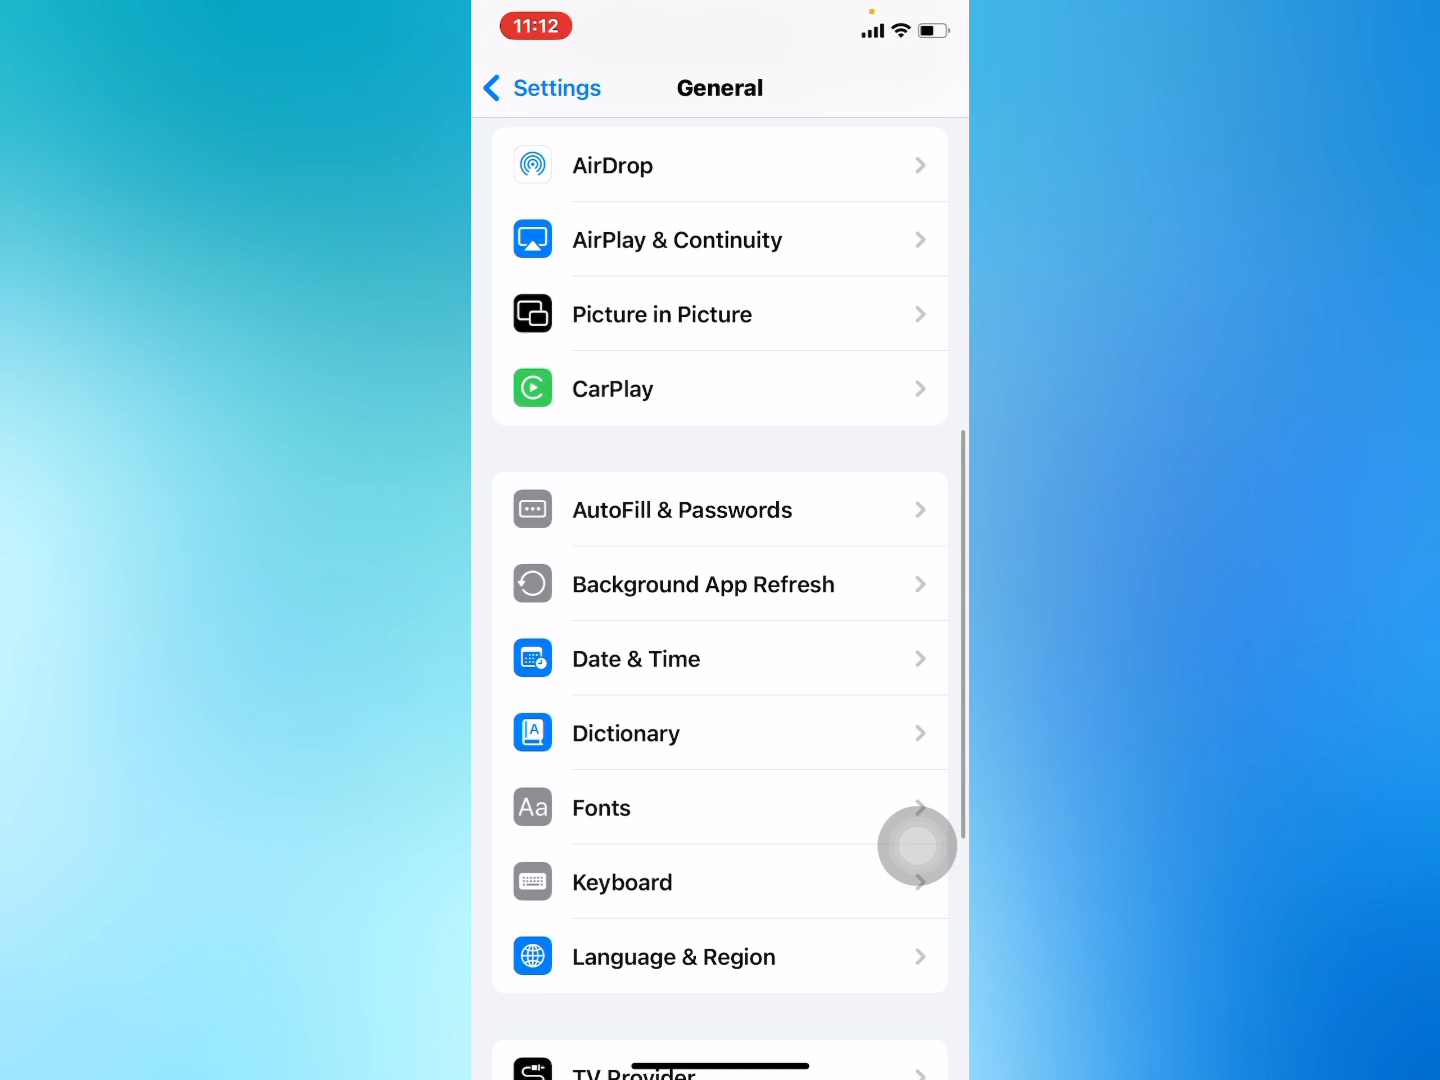 11:12
Settings
General
AirDrop
AirPlay & Continuity
Picture in Picture
CarPlay
AutoFill & Passwords
Background App Refresh
Date & Time
A
Dictionary
Aa
Fonts
Keyboard
Language & Region
TV Provider